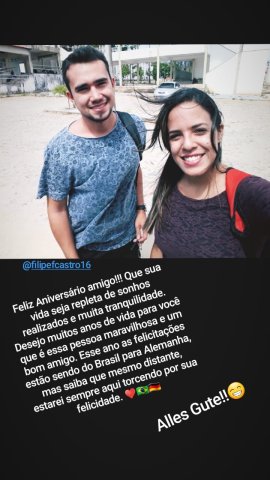 @filipefcastro16
Feliz Aniversário amigo!!! Que sua
vida seja repleta de sonhos
realizados e muita tranquilidade.
Desejo muitos anos de vida para você
que é essa pessoa maravilhosa e um
bom amigo. Esse ano as felicitações
estão sendo do Brasil para Alemanha,
mas saiba que mesmo distante,
estarei sempre aqui torcendo por sua
felicidade. ❤️🇧🇷🇩🇪
Alles Gute!!😁